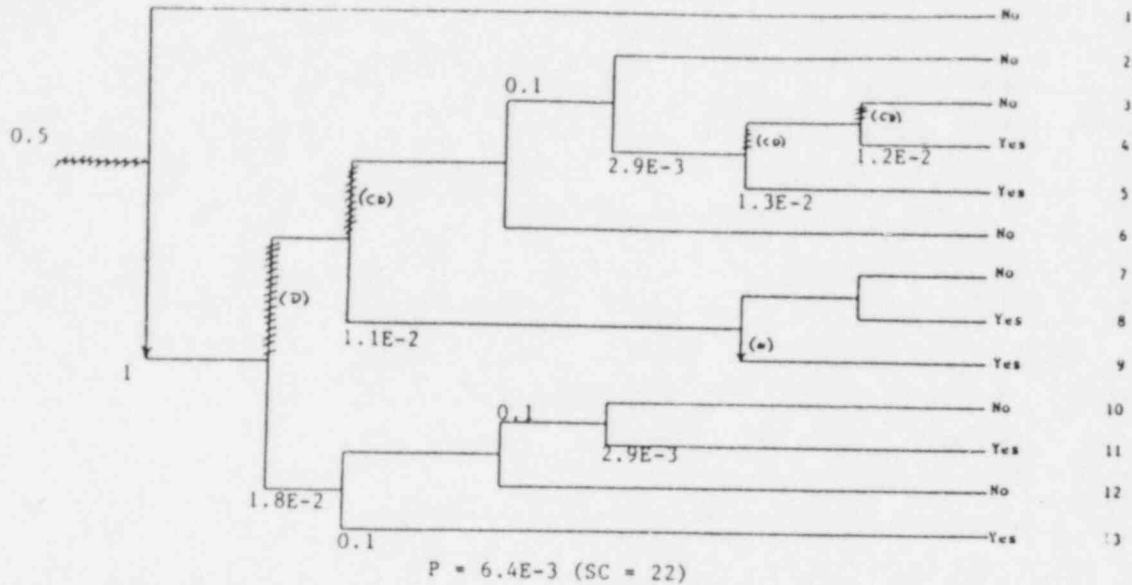 No 1
No 2
0.1
No 3
(CD)
0.5
(CD)
Yes 4
2.9E-3
1.2E-2
Yes 5
(CD)
1.3E-2
No 6
No 7
(D)
Yes 8
1.1E-2
Yes 9
1
No 10
0.1
Yes 11
2.9E-3
No 12
1.8E-2
Yes 13
0.1
P = 6.4E-3 (SC = 22)